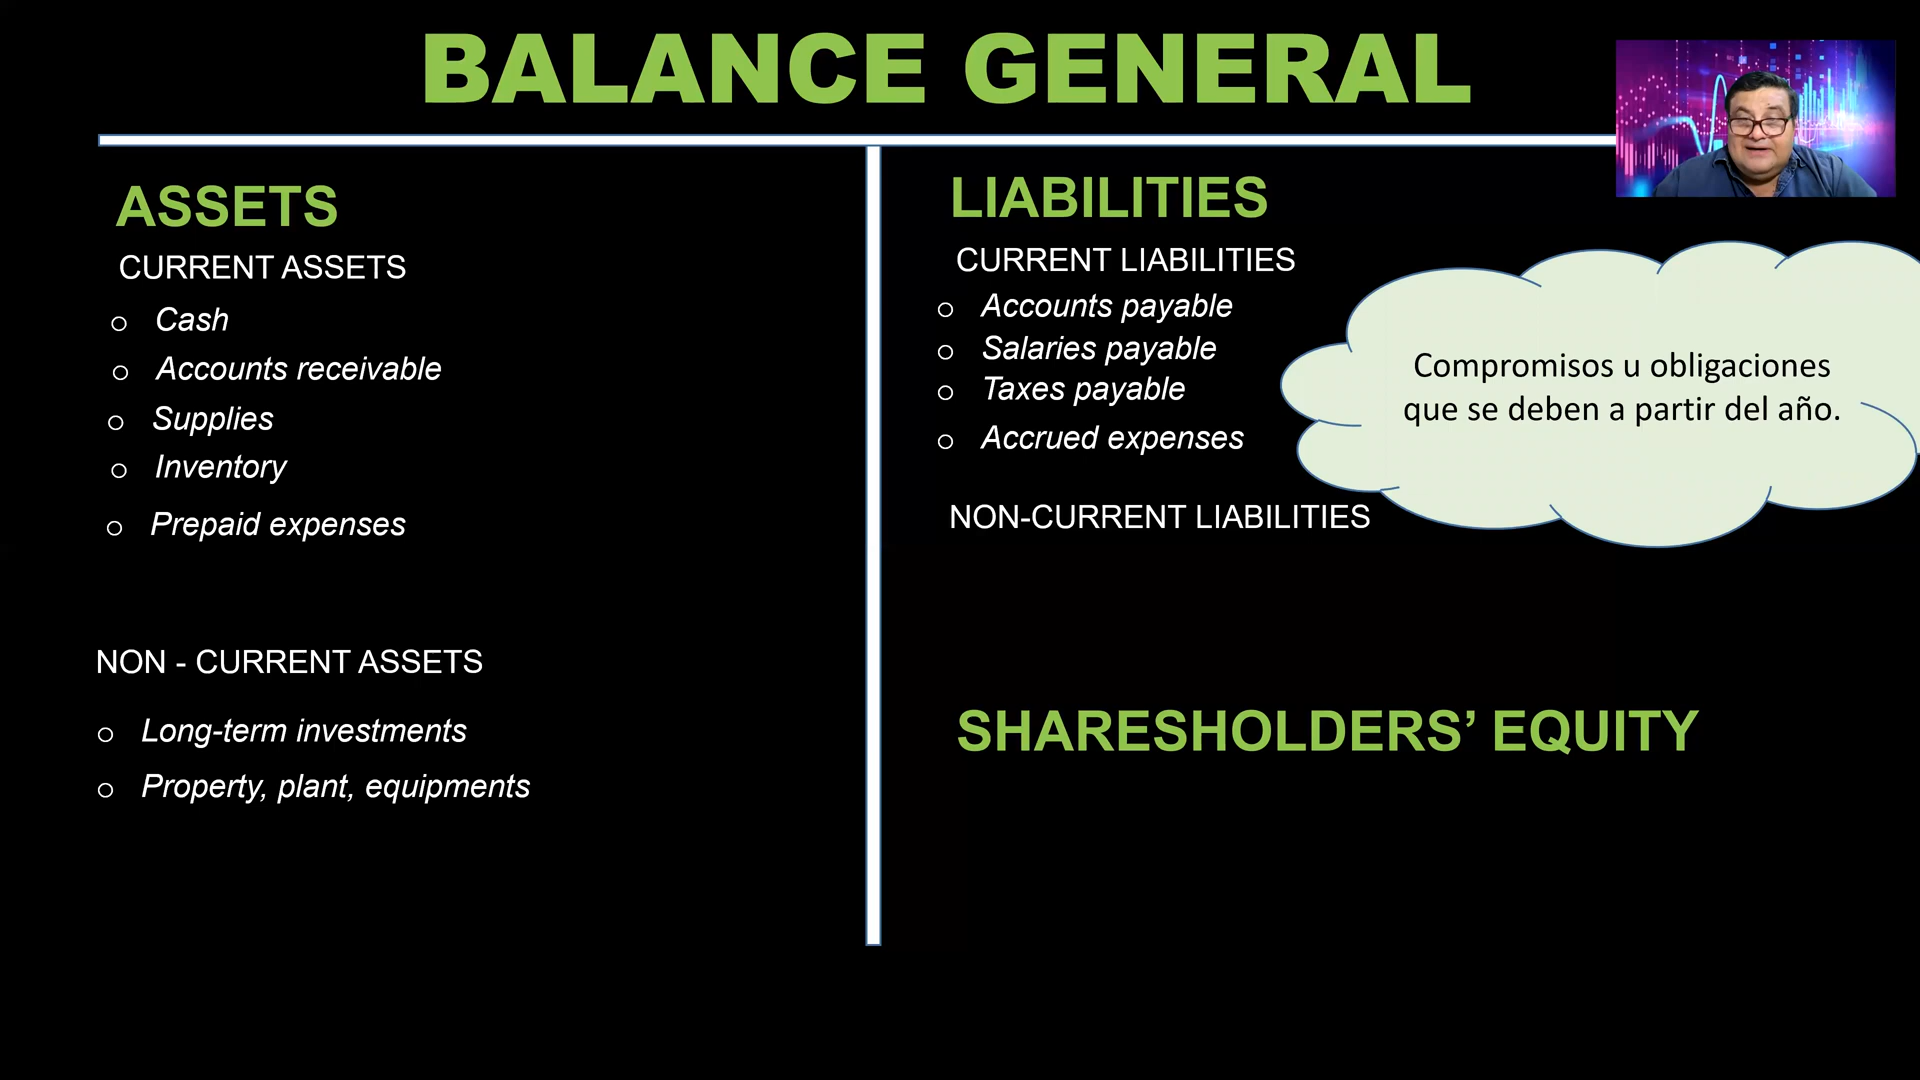 BALANCE GENERAL
ASSETS
CURRENT ASSETS
o Cash
o Accounts receivable
o Supplies
o Inventory
o Prepaid expenses
NON - CURRENT ASSETS
o Long-term investments
o Property, plant, equipments
LIABILITIES
CURRENT LIABILITIES
o Accounts payable
o Salaries payable
o Taxes payable
o Accrued expenses
NON-CURRENT LIABILITIES
Compromisos u obligaciones
que se deben a partir del año.
SHARESHOLDERS’ EQUITY